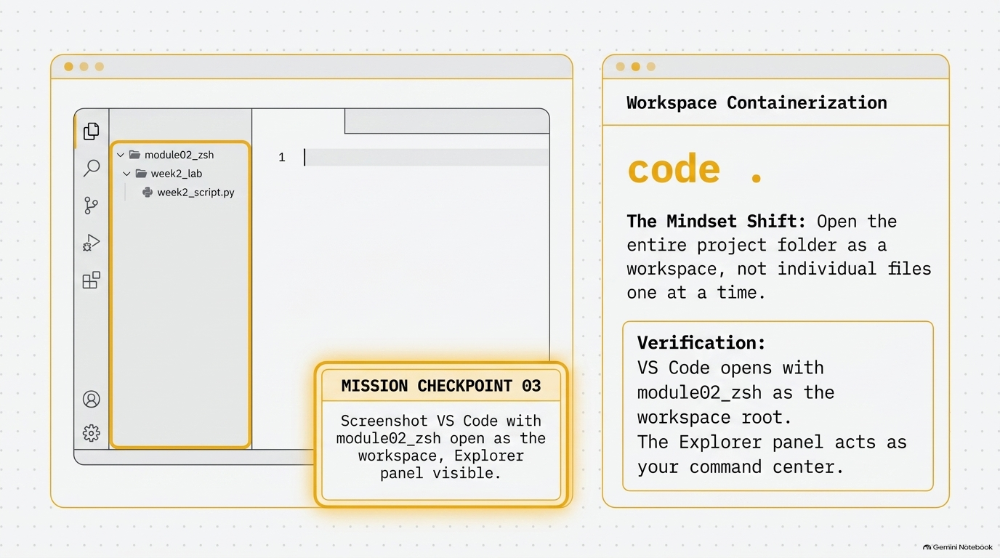 module02_zsh
week2_lab
week2_script.py
1
MISSION CHECKPOINT 03
Screenshot VS Code with
module02_zsh open as the
workspace, Explorer
panel visible.
Workspace Containerization
code .
The Mindset Shift: Open the
entire project folder as a
workspace, not individual files
one at a time.
Verification:
VS Code opens with
module02_zsh as the
workspace root.
The Explorer panel acts as
your command center.
Gemini Notebook